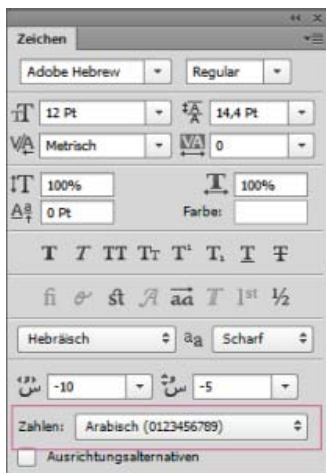 Zeichen
Adobe Hebrew Regular
12 Pt 14,4 Pt
Metrisch 0
100% 100%
0 Pt Farbe:
T T TT TT T¹ T₁ T T
fi st A aa T 1st ½
Hebräisch aa Scharf
-10 -5
Zahlen: Arabisch (0123456789)
Ausrichtungsalternativen